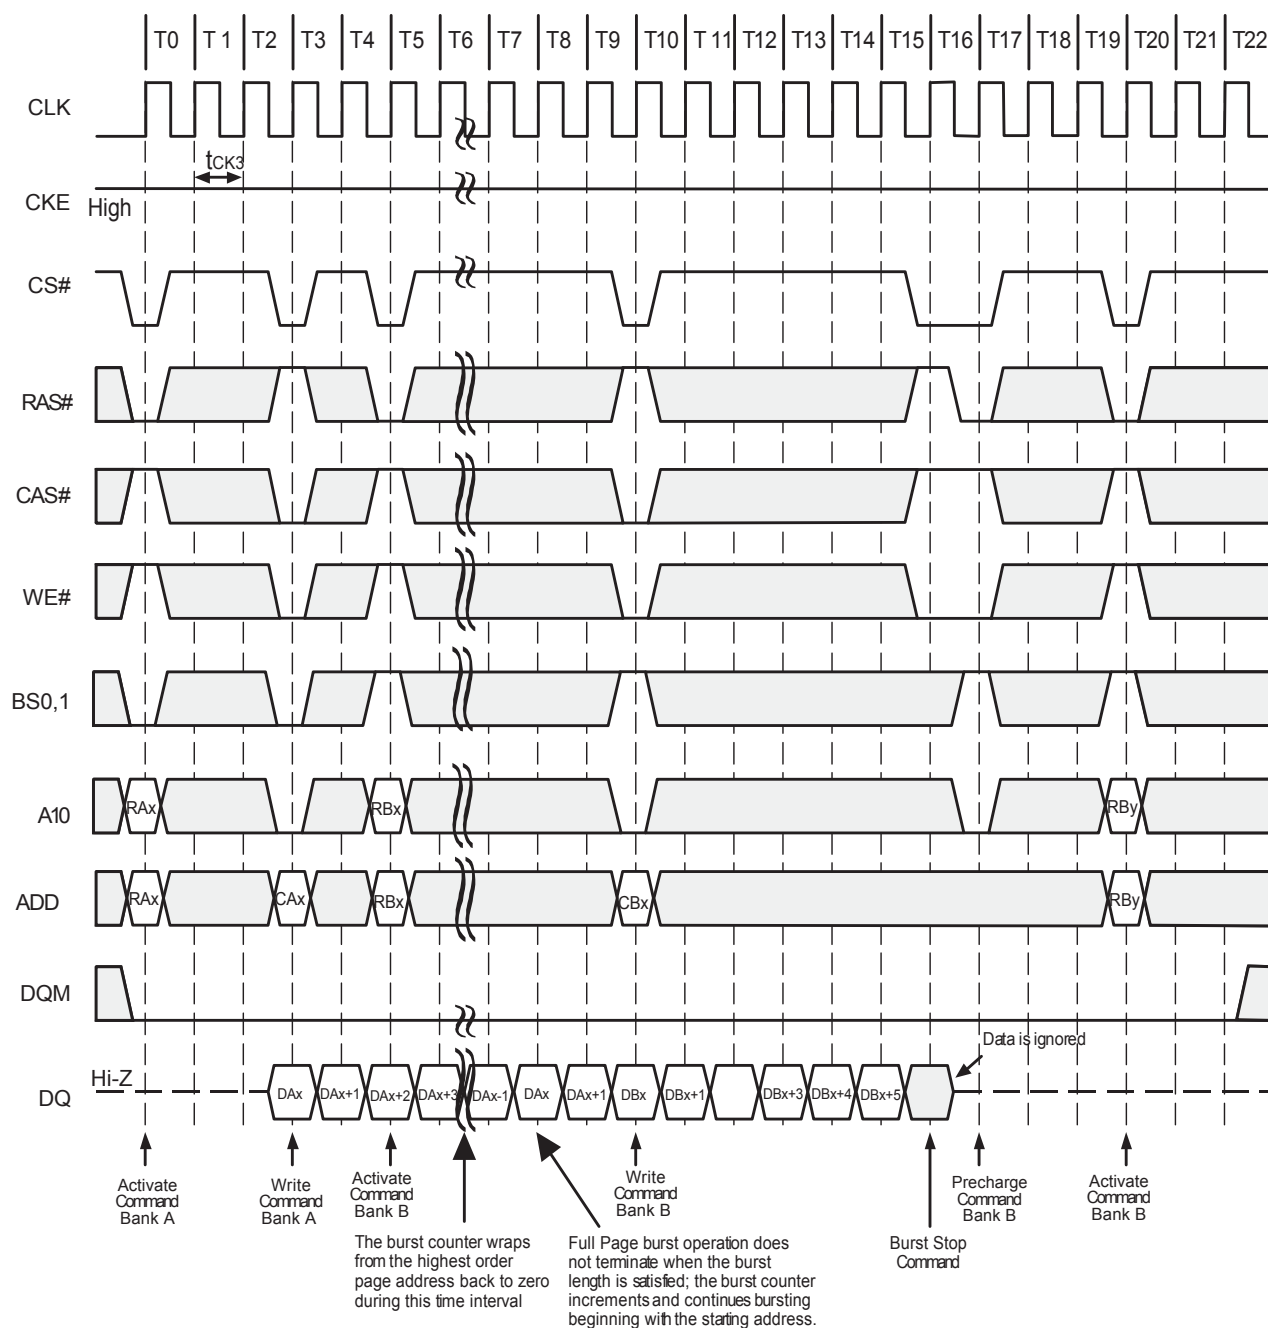 T0 T 1 T2 T3 T4 T5 T6 T7 T8 T9 T10 T 11 T12 T13 T14 T15 T16 T17 T18 T19 T20 T21 T22
CLK
tCK3
CKE High
CS#
RAS#
CAS#
WE#
BS0,1
A10 RAx RBx RBy
ADD RAx CAx RBx CBx RBy
DQM
Data is ignored
Hi-Z
DQ DAx DAx+1 DAx+2 DAx+3 DAx-1 DAx DAx+1 DBx DBx+1 DBx+3 DBx+4 DBx+5
Activate
Command
Bank A
Write
Command
Bank A
Activate
Command
Bank B
Write
Command
Bank B
Precharge
Command
Bank B
Activate
Command
Bank B
The burst counter wraps
from the highest order
page address back to zero
during this time interval
Full Page burst operation does
not terminate when the burst
length is satisfied; the burst counter
increments and continues bursting
beginning with the starting address.
Burst Stop
Command